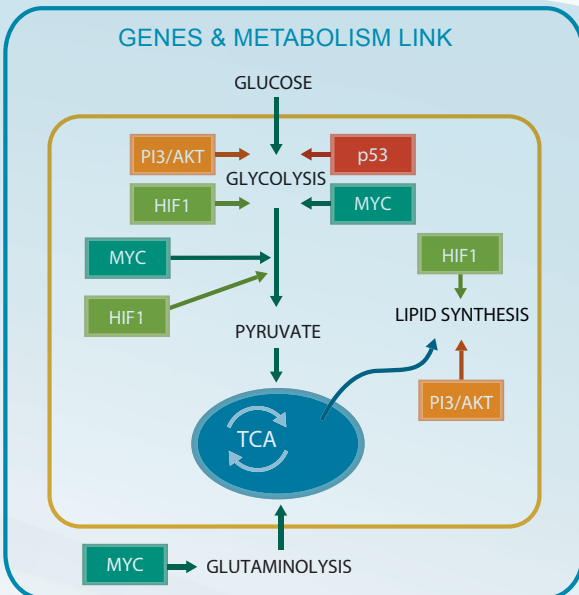 GENES & METABOLISM LINK
GLUCOSE
PI3/AKT
p53
GLYCOLYSIS
HIF1
MYC
MYC
HIF1
HIF1
LIPID SYNTHESIS
PYRUVATE
PI3/AKT
TCA
MYC
GLUTAMINOLYSIS